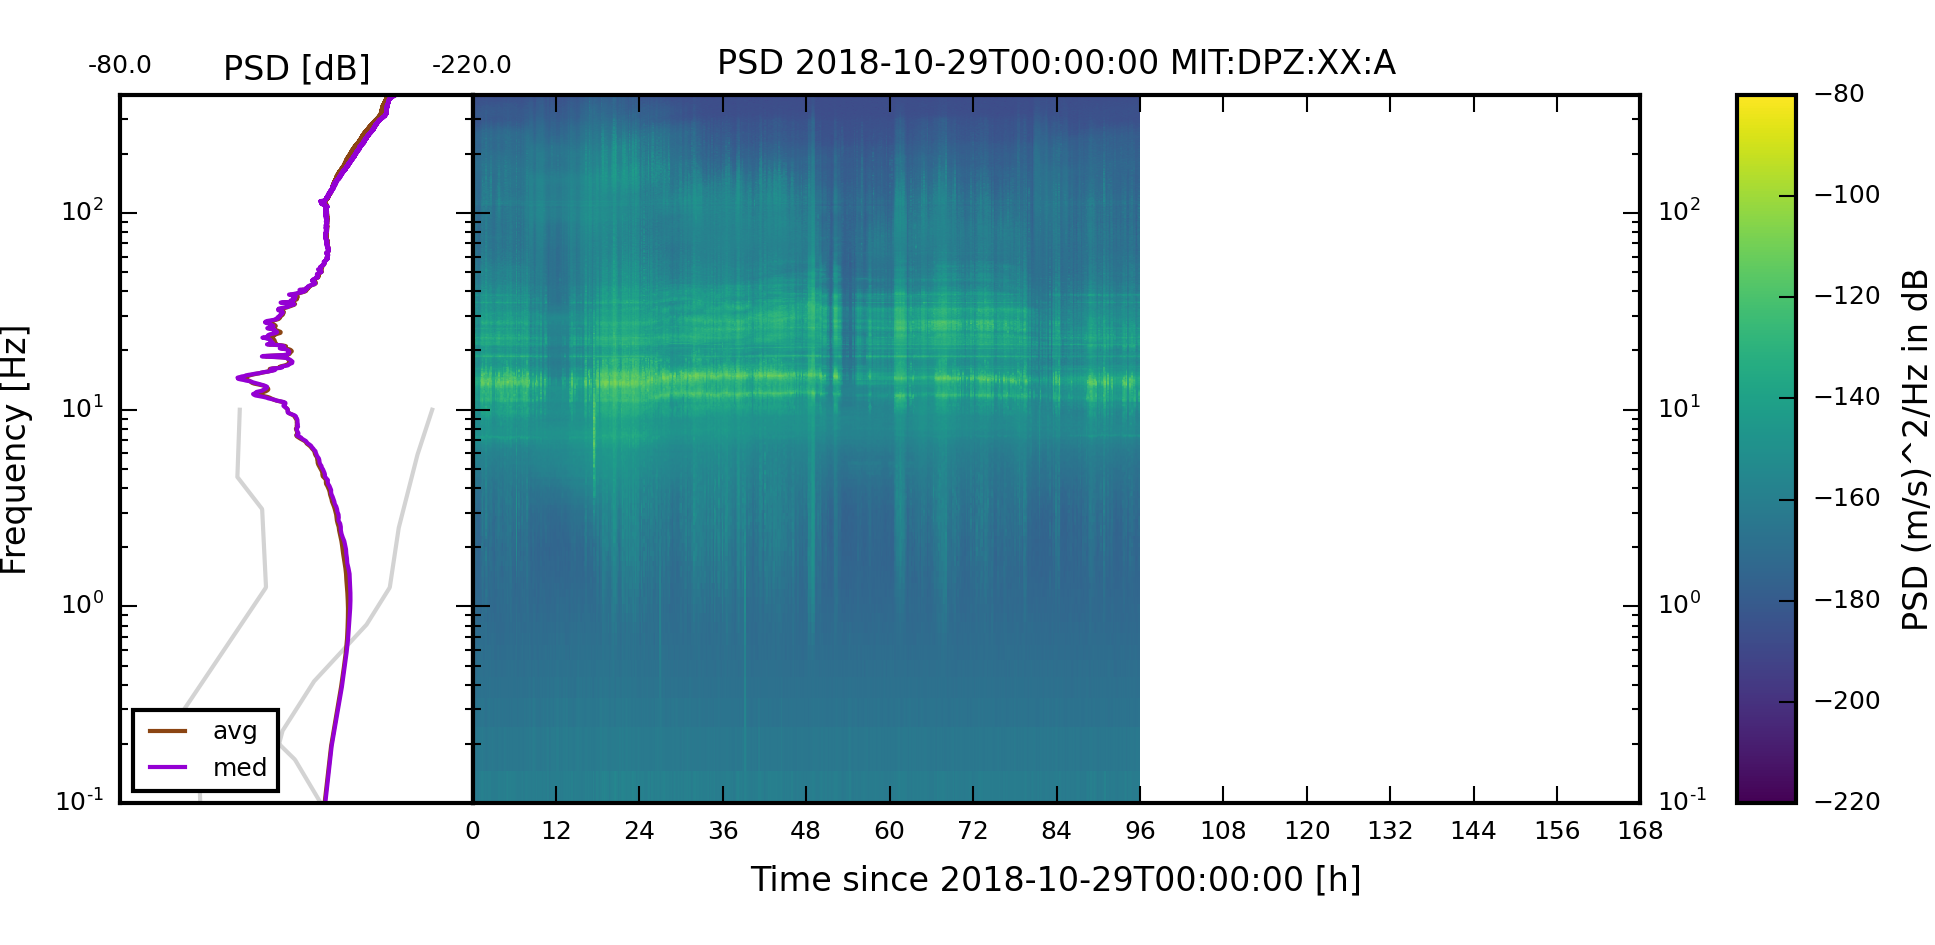 -80.0 PSD [dB] -220.0
PSD 2018-10-29T00:00:00 MIT:DPZ:XX:A
Frequency [Hz]
10²
10¹
10⁰
10⁻¹
avg
med
0 12 24 36 48 60 72 84 96 108 120 132 144 156 168
Time since 2018-10-29T00:00:00 [h]
10²
10¹
10⁰
10⁻¹
−80
−100
−120
−140
−160
−180
−200
−220
PSD (m/s)^2/Hz in dB